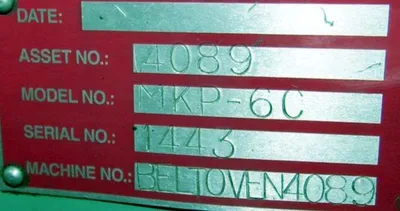 DATE:
ASSET NO.: 4089
MODEL NO.: MKP-6C
SERIAL NO.: 1443
MACHINE NO.: BELTOVEN4089